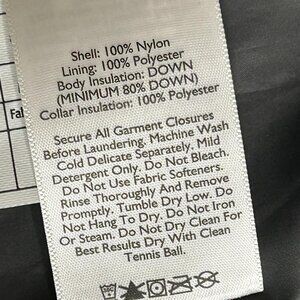 Shell: 100% Nylon
Lining: 100% Polyester
Body Insulation: DOWN
(MINIMUM 80% DOWN)
Collar Insulation: 100% Polyester
Fal
Secure All Garment Closures
Before Laundering. Machine Wash
Cold Delicate Separately. Mild
Detergent Only. Do Not Bleach.
Do Not Use Fabric Softeners.
Rinse Thoroughly And Remove
Promptly. Tumble Dry Low. Do
Not Hang To Dry. Do Not Iron
Or Steam. Do Not Dry Clean For
Best Results Dry With Clean
Tennis Ball.